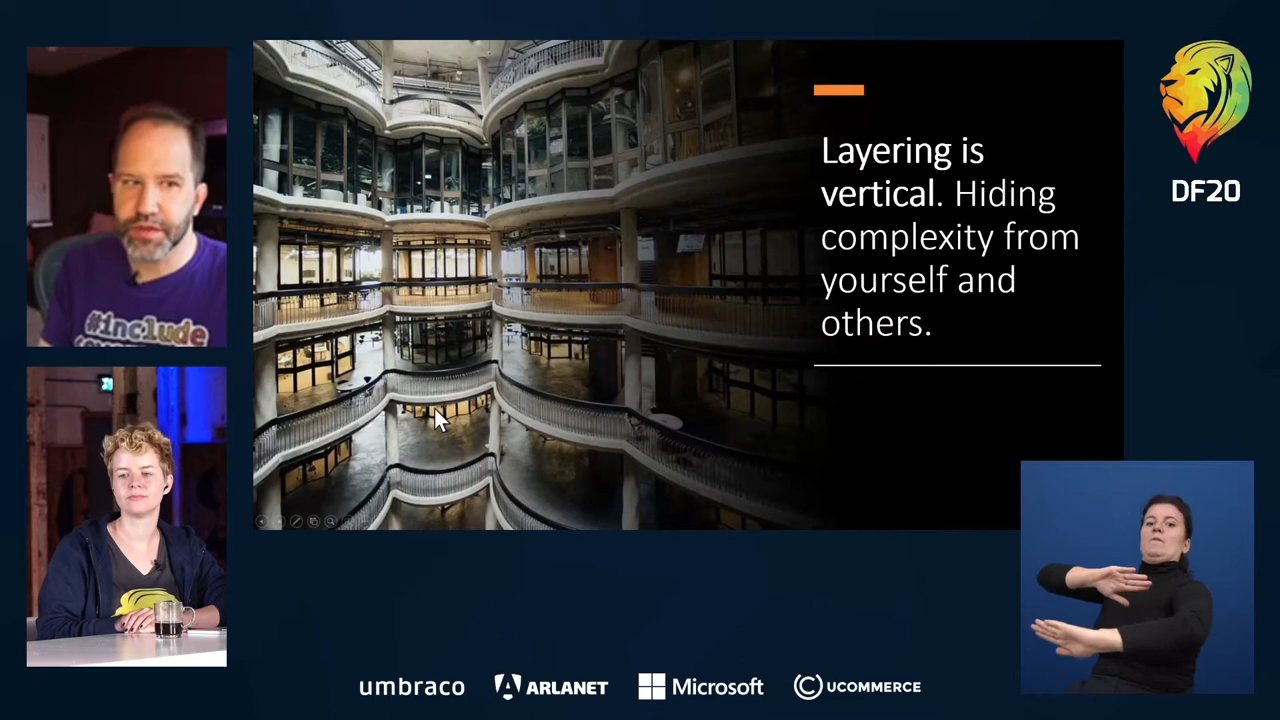 #include
DF20
Layering is
vertical. Hiding
complexity from
yourself and
others.
umbraco
ARLANET
Microsoft
UCOMMERCE